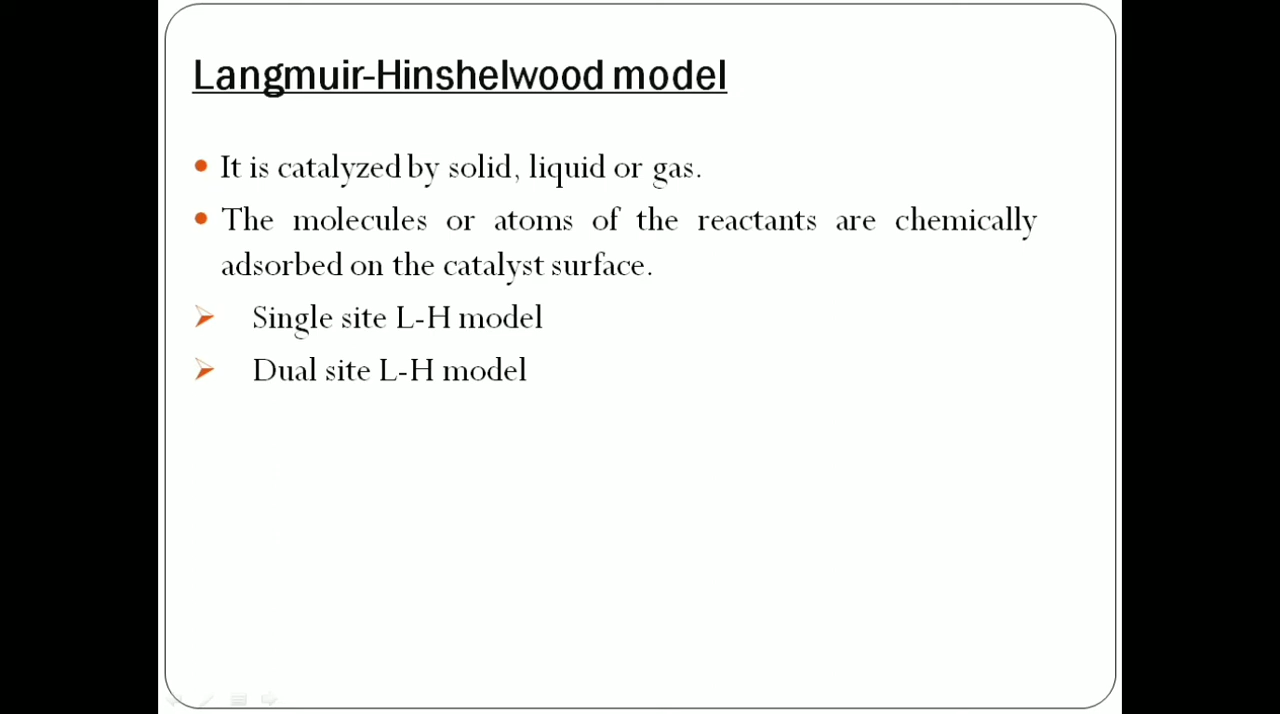 Langmuir-Hinshelwood model
It is catalyzed by solid, liquid or gas.
The molecules or atoms of the reactants are chemically
adsorbed on the catalyst surface.
Single site L-H model
Dual site L-H model